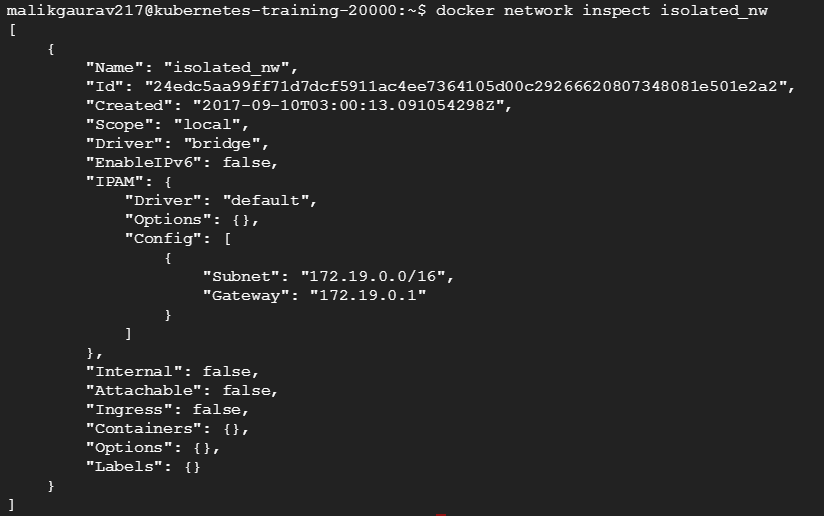 malikgaurav217@kubernetes-training-20000:~$ docker network inspect isolated_nw
[
    {
        "Name": "isolated_nw",
        "Id": "24edc5aa99ff71d7dcf5911ac4ee7364105d00c29266620807348081e501e2a2",
        "Created": "2017-09-10T03:00:13.091054298Z",
        "Scope": "local",
        "Driver": "bridge",
        "EnableIPv6": false,
        "IPAM": {
            "Driver": "default",
            "Options": {},
            "Config": [
                {
                    "Subnet": "172.19.0.0/16",
                    "Gateway": "172.19.0.1"
                }
            ]
        },
        "Internal": false,
        "Attachable": false,
        "Ingress": false,
        "Containers": {},
        "Options": {},
        "Labels": {}
    }
]